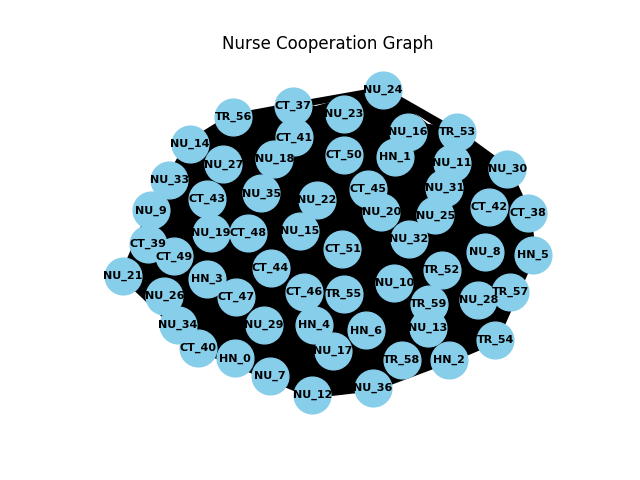 Nurse Cooperation Graph
NU_24
CT_37
NU_23
TR_56
NU_16
TR_53
CT_41
NU_14
CT_50
HN_1
NU_18
NU_11
NU_27
NU_30
NU_33
NU_31
CT_45
NU_35
CT_43
NU_22
CT_42
NU_9
NU_20
CT_38
NU_25
NU_19
CT_48
NU_15
NU_32
CT_39
CT_51
NU_8
HN_5
CT_49
CT_44
TR_52
NU_21
HN_3
NU_10
CT_46
TR_55
TR_57
NU_26
CT_47
NU_28
TR_59
NU_34
NU_29
HN_4
HN_6
NU_13
TR_54
CT_40
NU_17
HN_0
TR_58
HN_2
NU_7
NU_36
NU_12